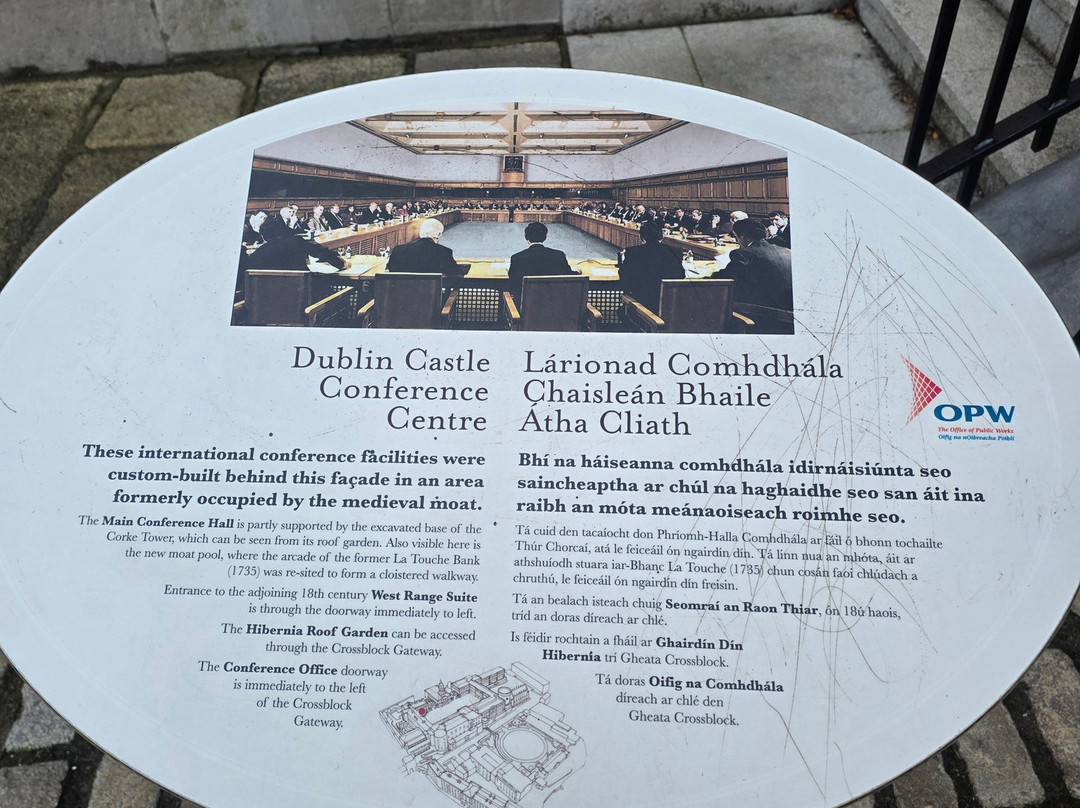 Dublin Castle
Conference
Centre
These international conference facilities were
custom-built behind this façade in an area
formerly occupied by the medieval moat.
The Main Conference Hall is partly supported by the excavated base of the
Corke Tower, which can be seen from its roof garden. Also visible here is
the new moat pool, where the arcade of the former La Touche Bank
(1735) was re-sited to form a cloistered walkway.
Entrance to the adjoining 18th century West Range Suite
is through the doorway immediately to left.
The Hibernia Roof Garden can be accessed
through the Crossblock Gateway.
The Conference Office doorway
is immediately to the left
of the Crossblock
Gateway.
Lárionad Comhdhála
Chaisleán Bhaile
Átha Cliath
Bhí na háiseanna comhdhála idirnáisiúnta seo
saincheaptha ar chúl na haghaidhe seo san áit ina
raibh an móta meánaoiseach roimhe seo.
Tá cuid den tacaíocht don Phríomh-Halla Comhdhála ar fáil ó bhonn tochailte
Thúr Chorcaí, atá le feiceáil ón ngairdín dín. Tá linn nua an mhóta, áit ar
athshuíodh stuara iar-Bhanc La Touche (1735) chun cosán faoi chlúdach a
chruthú, le feiceáil ón ngairdín dín freisin.
Tá an bealach isteach chuig Seomraí an Raon Thiar, ón 18ú haois,
tríd an doras díreach ar chlé.
Is féidir rochtain a fháil ar Ghairdín Dín
Hibernia trí Gheata Crossblock.
Tá doras Oifig na Comhdhála
díreach ar chlé den
Gheata Crossblock.
OPW
The Office of Public Works
Oifig na nOibreacha Poiblí